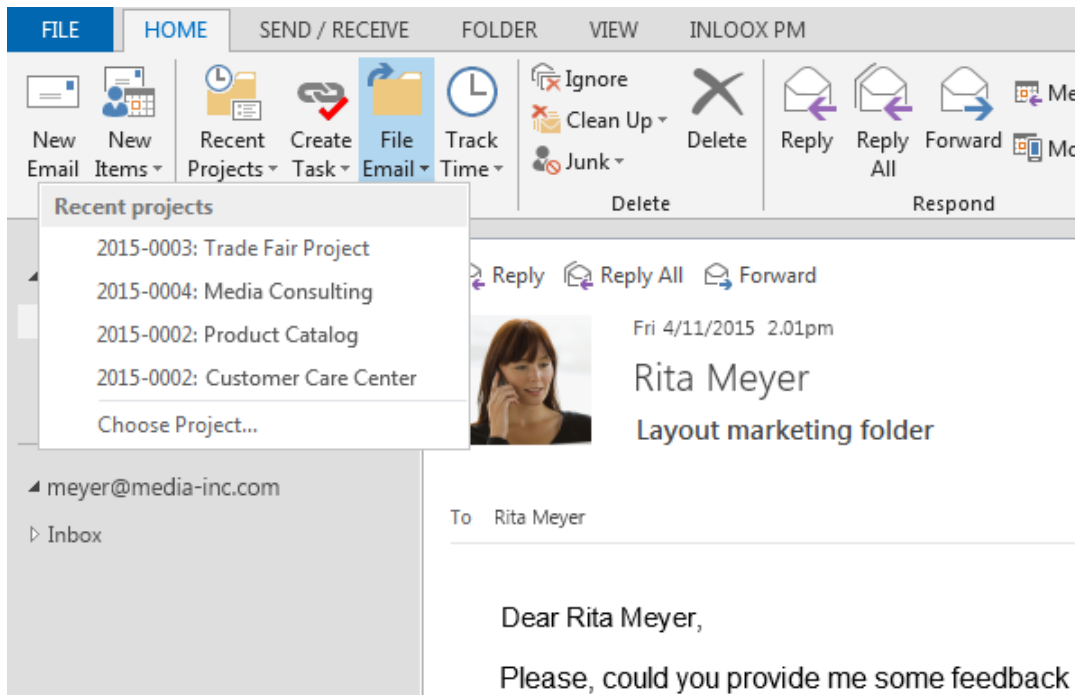 FILE HOME SEND / RECEIVE FOLDER VIEW INLOOX PM
New Email
New Items
Recent Projects
Create Task
File Email
Track Time
Ignore
Clean Up
Junk
Delete
Reply
Reply All
Forward
Delete
Respond
Recent projects
2015-0003: Trade Fair Project
2015-0004: Media Consulting
2015-0002: Product Catalog
2015-0002: Customer Care Center
Choose Project...
meyer@media-inc.com
Inbox
Reply Reply All Forward
Fri 4/11/2015 2.01pm
Rita Meyer
Layout marketing folder
To Rita Meyer
Dear Rita Meyer,
Please, could you provide me some feedback